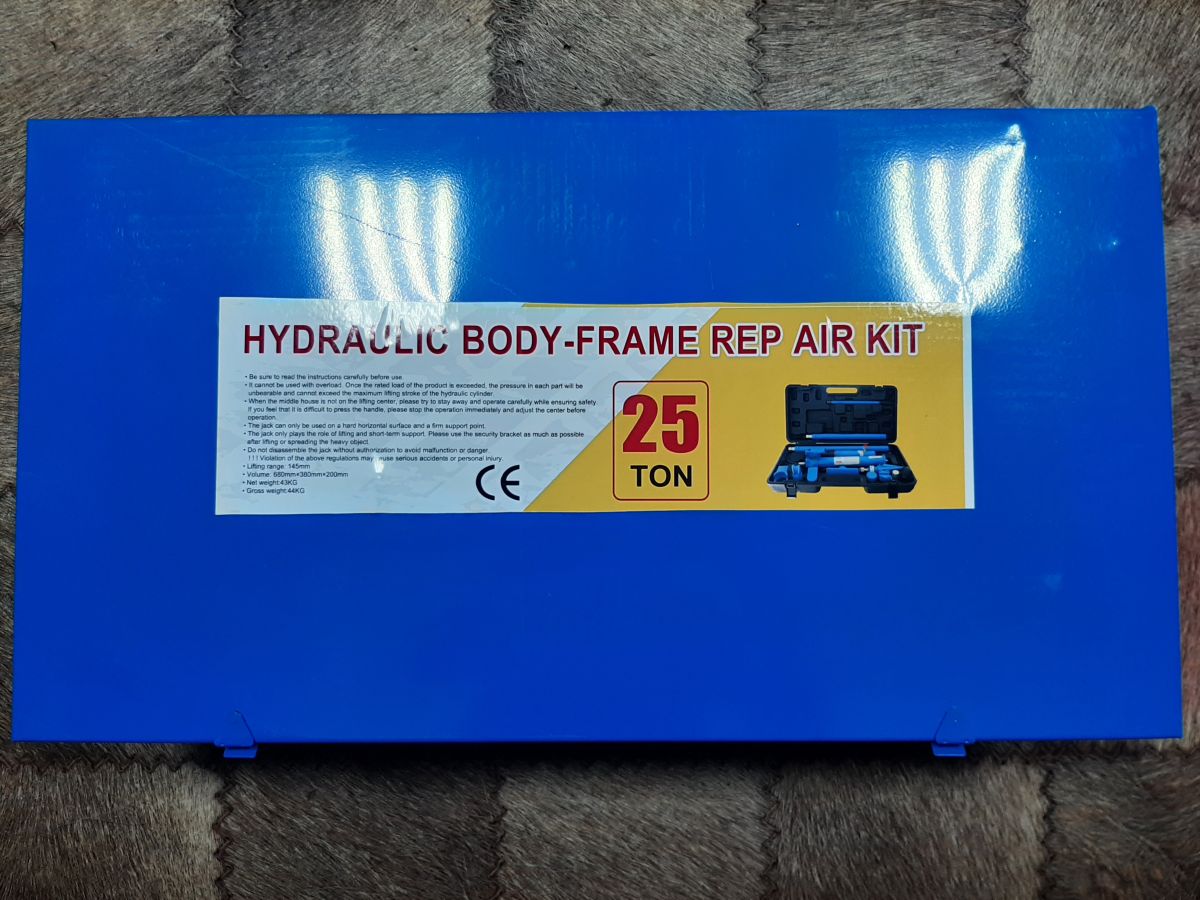 HYDRAULIC BODY-FRAME REP AIR KIT
• Be sure to read the instructions carefully before use.
• It cannot be used with overload. Once the rated load of the product is exceeded, the pressure in each part will be
unbearable and cannot exceed the maximum lifting stroke of the hydraulic cylinder.
• When the middle house is not on the lifting center, please try to stay away and operate carefully while ensuring safety.
If you feel that it is difficult to press the handle, please stop the operation immediately and adjust the center before
operation.
• The jack can only be used on a hard horizontal surface and a firm support point.
• The jack only plays the role of lifting and short-term support. Please use the security bracket as much as possible
after lifting or spreading the heavy object.
• Do not disassemble the jack without authorization to avoid malfunction or danger.
! ! ! Violation of the above regulations may cause serious accidents or personal injury.
• Lifting range: 145mm
• Volume: 680mm×380mm×200mm
• Net weight:43KG
• Gross weight:44KG
CE
25
TON